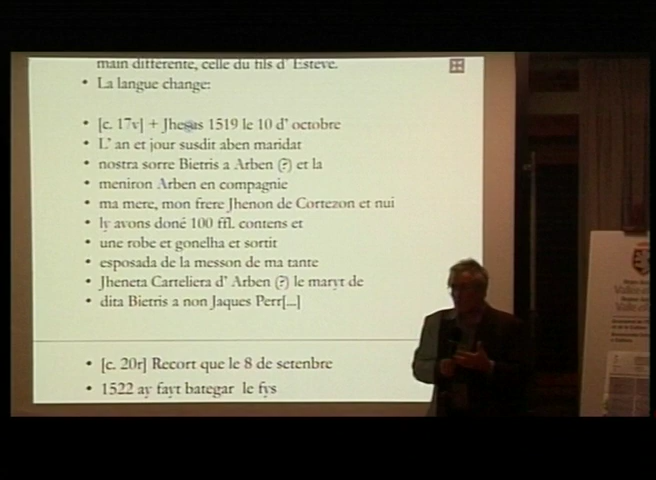 main différente, celle du fils d' Esteve.
• La langue change:
• [c. 17v] + Jhesus 1519 le 10 d' octobre
• L' an et jour susdit aben maridat
• nostra sorre Bietris a Arben (?) et la
• meniron Arben en compagnie
• ma mere, mon frere Jhenon de Cortezon et nui
• ly avons doné 100 ffl. contens et
• une robe et gonelha et sortit
• esposada de la messon de ma tante
• Jheneta Carteliera d' Arben (?) le maryt de
• dita Bietris a non Jaques Perr[...]
• [c. 20r] Recort que le 8 de setenbre
• 1522 ay fayt bategar le fys